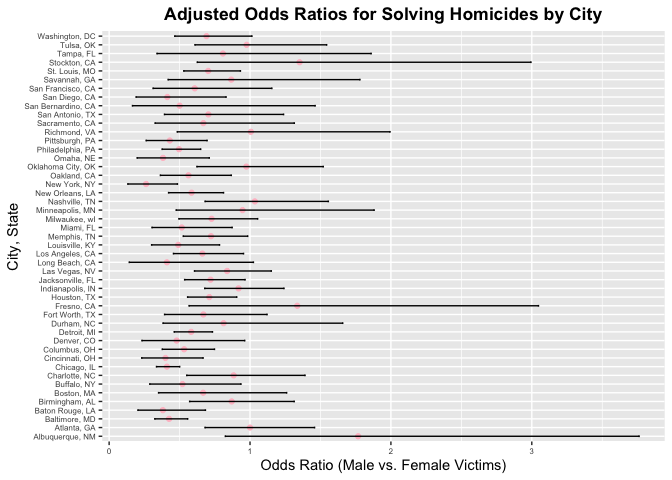 Adjusted Odds Ratios for Solving Homicides by City
City, State
Washington, DC
Tulsa, OK
Tampa, FL
Stockton, CA
St. Louis, MO
Savannah, GA
San Francisco, CA
San Diego, CA
San Bernardino, CA
San Antonio, TX
Sacramento, CA
Richmond, VA
Pittsburgh, PA
Philadelphia, PA
Omaha, NE
Oklahoma City, OK
Oakland, CA
New York, NY
New Orleans, LA
Nashville, TN
Minneapolis, MN
Milwaukee, wI
Miami, FL
Memphis, TN
Louisville, KY
Los Angeles, CA
Long Beach, CA
Las Vegas, NV
Jacksonville, FL
Indianapolis, IN
Houston, TX
Fresno, CA
Fort Worth, TX
Durham, NC
Detroit, MI
Denver, CO
Columbus, OH
Cincinnati, OH
Chicago, IL
Charlotte, NC
Buffalo, NY
Boston, MA
Birmingham, AL
Baton Rouge, LA
Baltimore, MD
Atlanta, GA
Albuquerque, NM
0 1 2 3
Odds Ratio (Male vs. Female Victims)